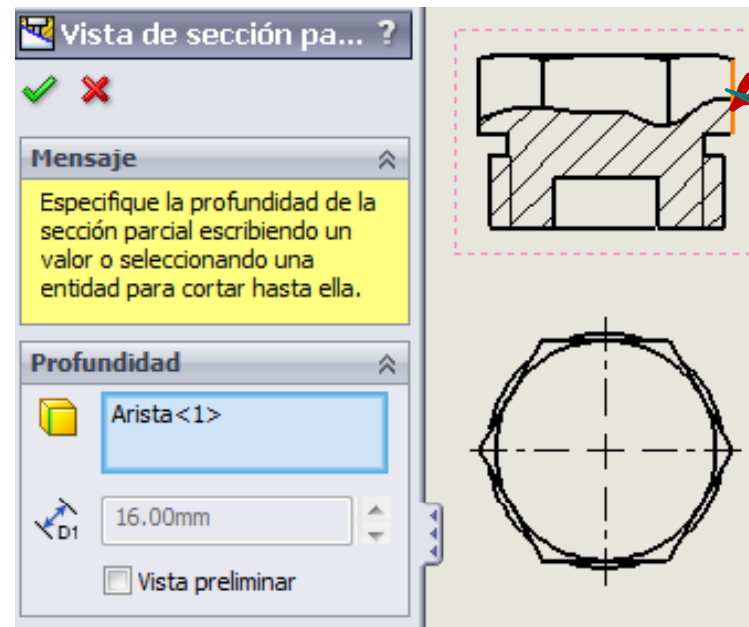 Vista de sección pa... ?
Mensaje
Especifique la profundidad de la
sección parcial escribiendo un
valor o seleccionando una
entidad para cortar hasta ella.
Profundidad
Arista<1>
D1 16.00mm
Vista preliminar